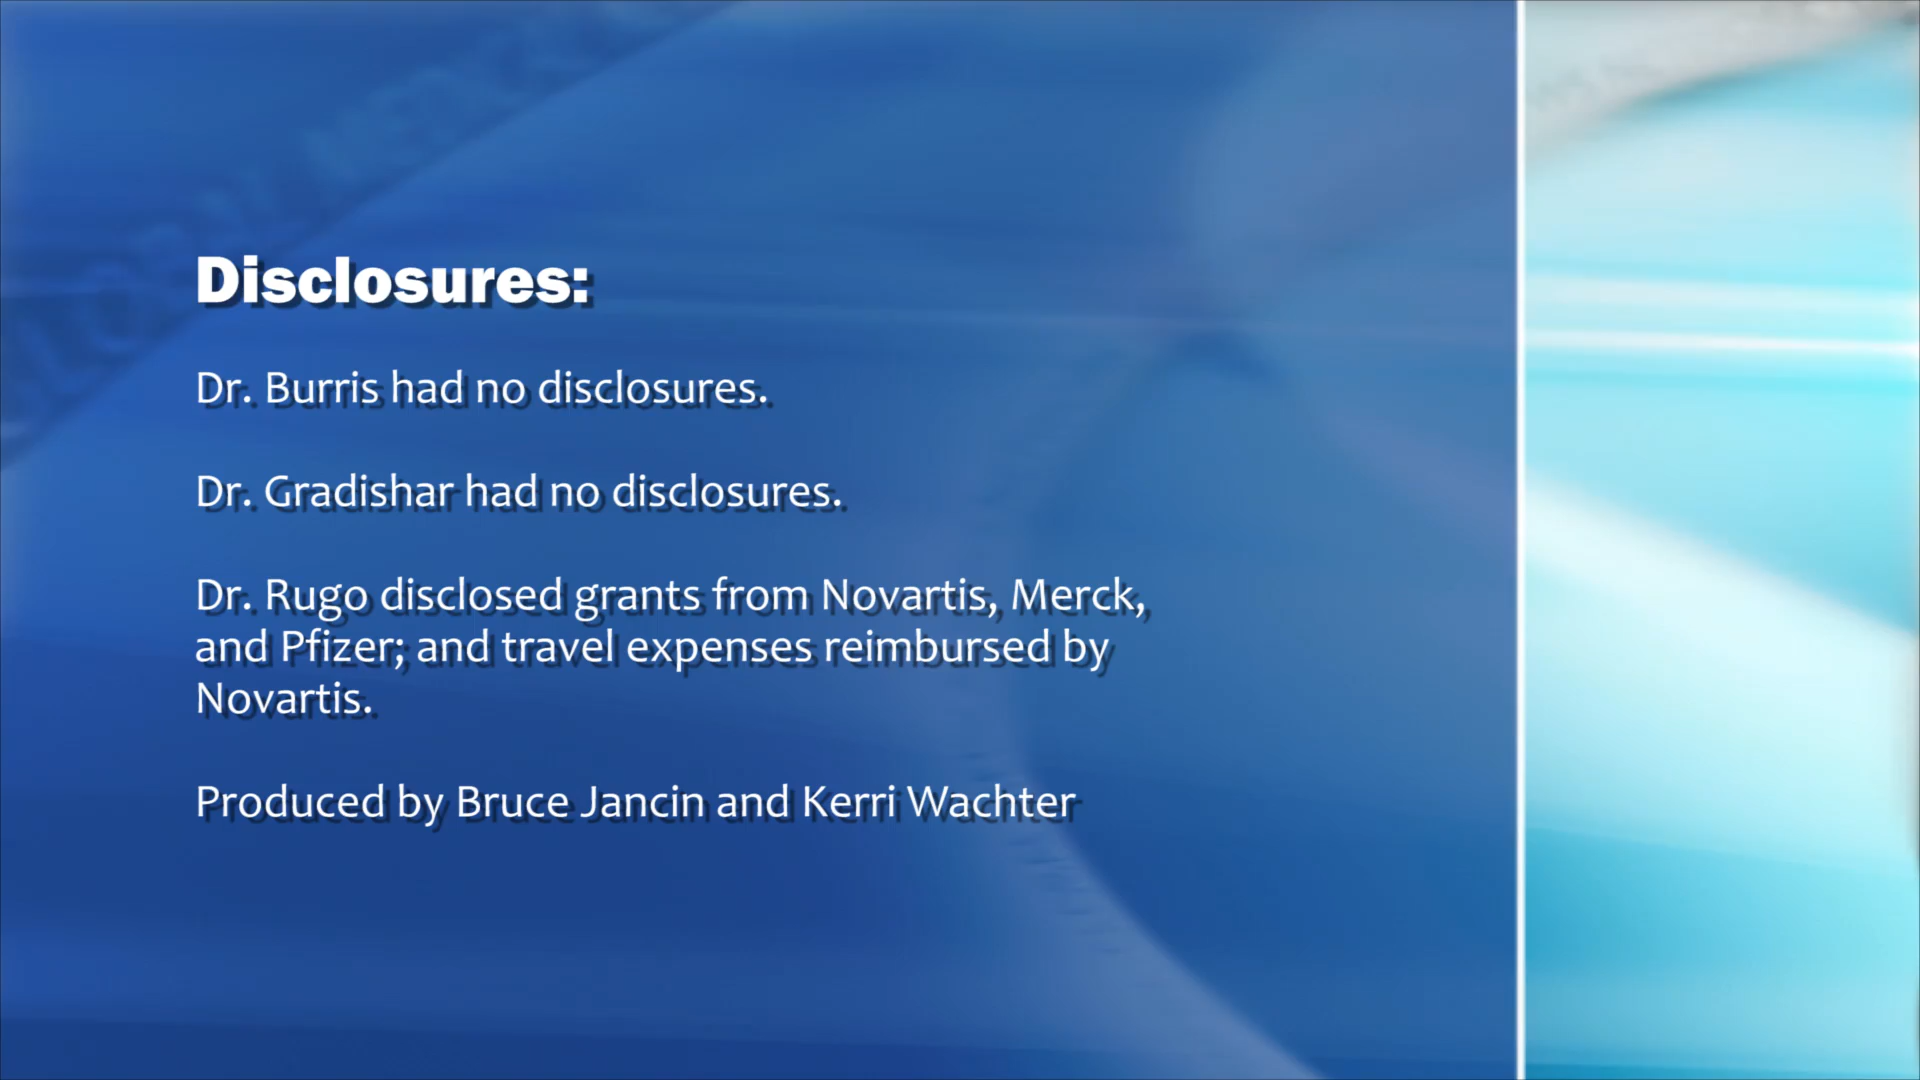 Disclosures:
Dr. Burris had no disclosures.
Dr. Gradishar had no disclosures.
Dr. Rugo disclosed grants from Novartis, Merck,
and Pfizer; and travel expenses reimbursed by
Novartis.
Produced by Bruce Jancin and Kerri Wachter